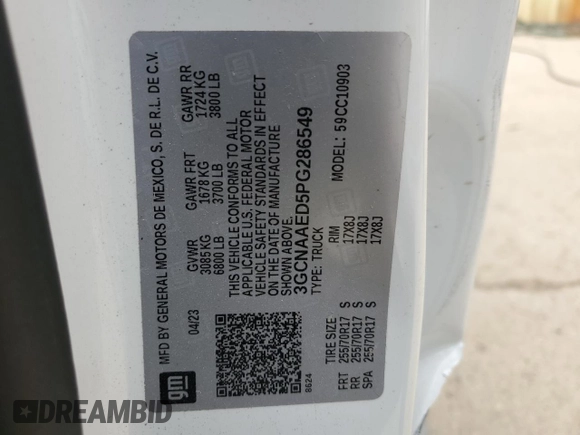 MFD BY GENERAL MOTORS DE MEXICO, S. DE R.L. DE C.V.
04/23
GVWR
3085KG
6800 LB
GAWR FRT
1678 KG
3700 LB
GAWR RR
1724 KG
3800 LB
THIS VEHICLE CONFORMS TO ALL
APPLICABLE U.S. FEDERAL MOTOR
VEHICLE SAFETY STANDARDS IN EFFECT
ON THE DATE OF MANUFACTURE
SHOWN ABOVE.
3GCNAAED5PG286549
TYPE: TRUCK
MODEL: 59CC10903
gm
8624
TIRE SIZE
RIM
FRT 255/70R17 S 17X8J
RR 255/70R17 S 17X8J
SPA 255/70R17 S 17X8J
DREAMBID